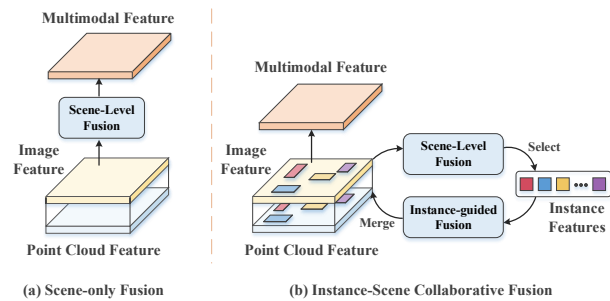 Multimodal Feature
Scene-Level
Fusion
Image
Feature
Point Cloud Feature
(a) Scene-only Fusion
Multimodal Feature
Image
Feature
Scene-Level
Fusion
Select
Instance
Features
Instance-guided
Fusion
Merge
Point Cloud Feature
(b) Instance-Scene Collaborative Fusion